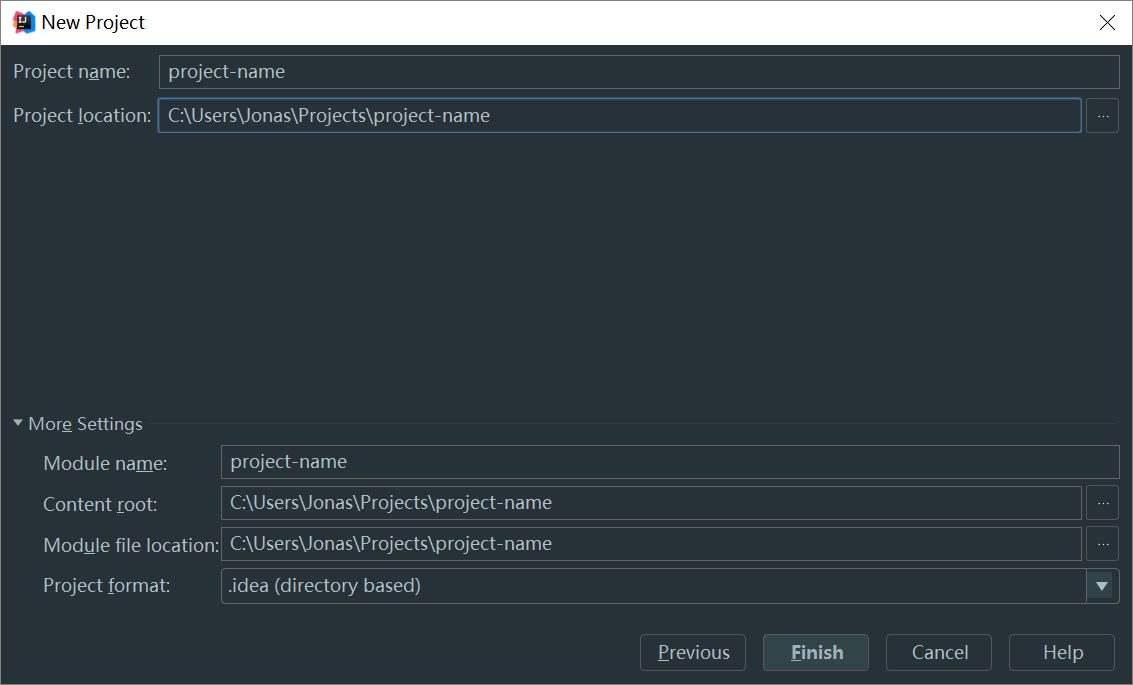 New Project
Project name: project-name
Project location: C:\Users\Jonas\Projects\project-name ...
More Settings
Module name: project-name
Content root: C:\Users\Jonas\Projects\project-name ...
Module file location: C:\Users\Jonas\Projects\project-name ...
Project format: .idea (directory based)
Previous Finish Cancel Help